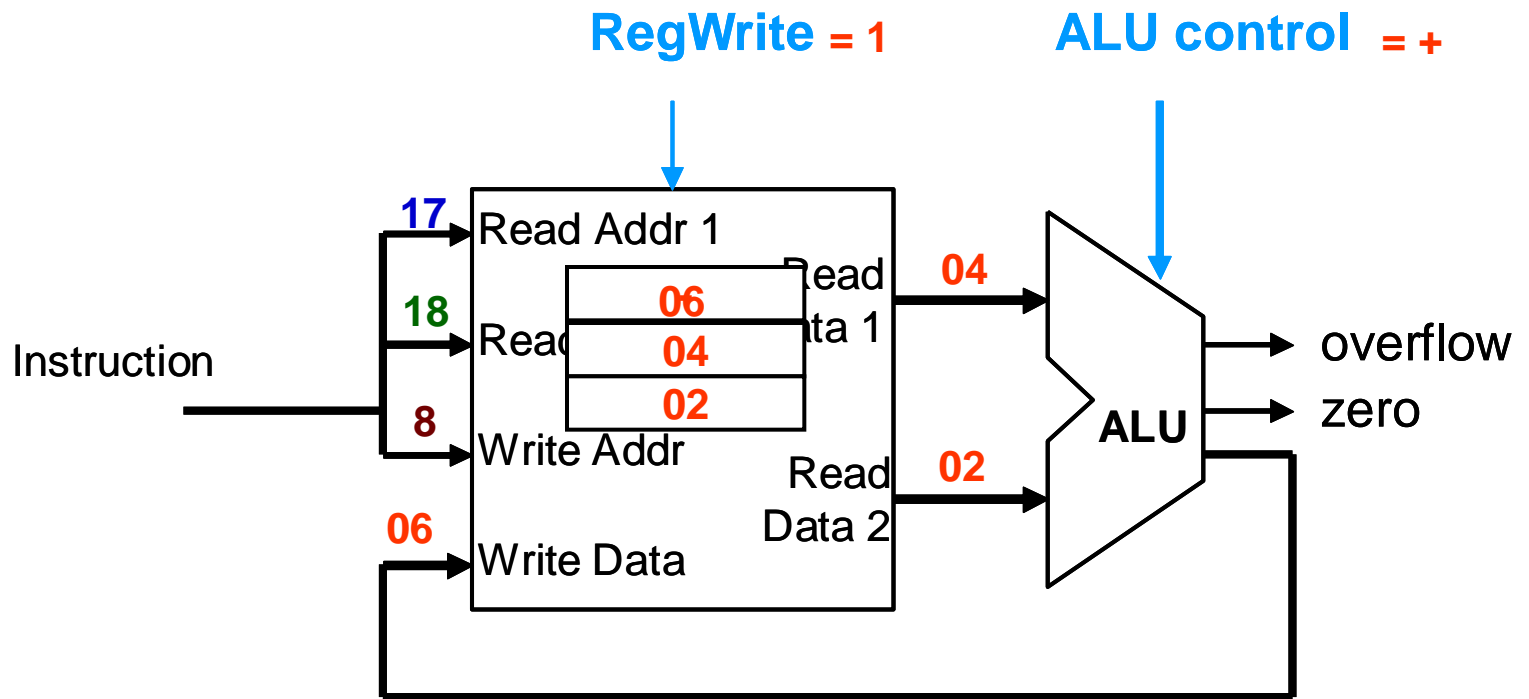 RegWrite = 1
ALU control = +
17
Read Addr 1
Read
04
06
18
Read
ata 1
04
overflow
Instruction
02
zero
8
ALU
Write Addr
Read
02
06
Data 2
Write Data